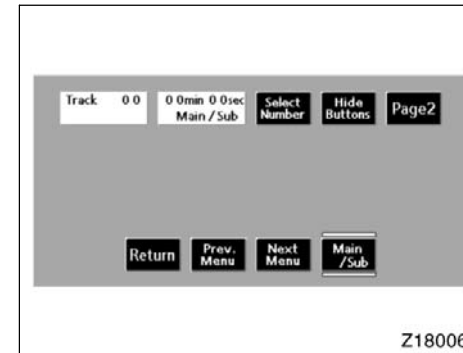 Track 0 0
0 0min 0 0sec
Main / Sub
Select
Number
Hide
Buttons
Page2
Return
Prev.
Menu
Next
Menu
Main
/Sub
Z18006